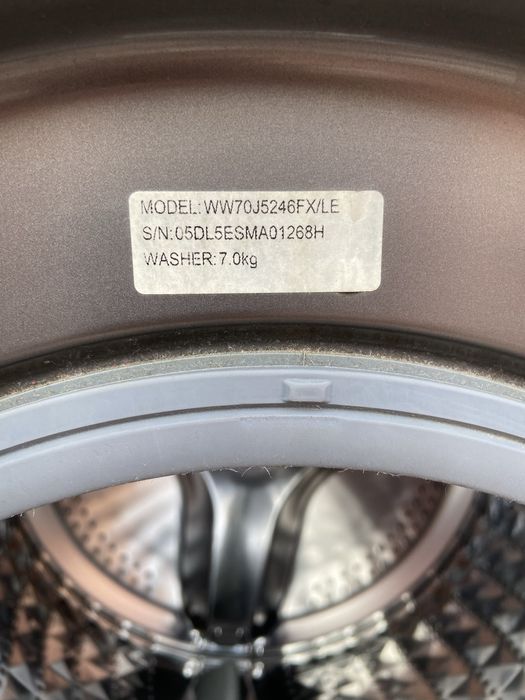 MODEL: WW70J5246FX/LE
S/N: 05DL5ESMA01268H
WASHER: 7.0kg